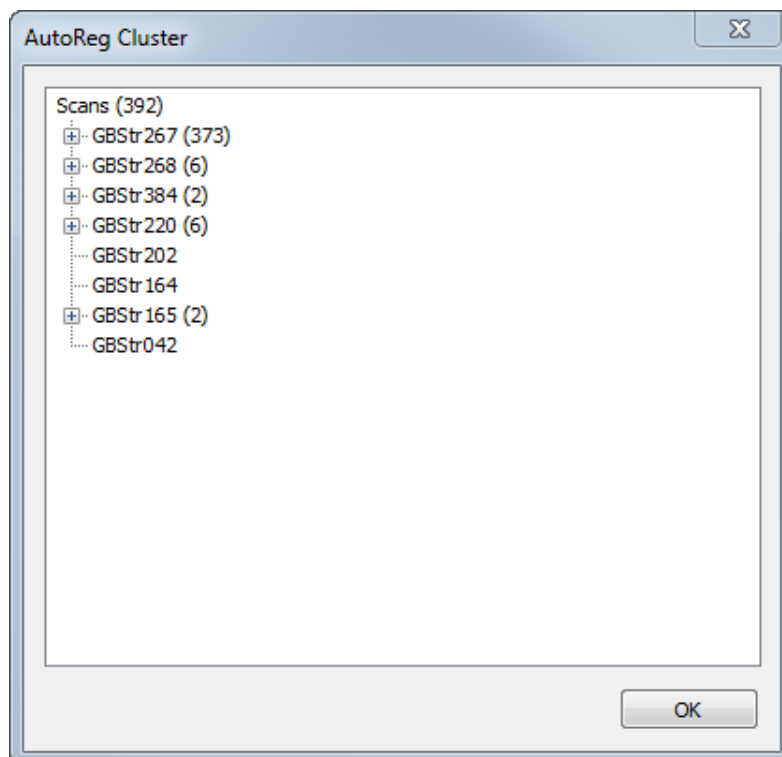 AutoReg Cluster
Scans (392)
GBStr267 (373)
GBStr268 (6)
GBStr384 (2)
GBStr220 (6)
GBStr202
GBStr164
GBStr165 (2)
GBStr042
OK